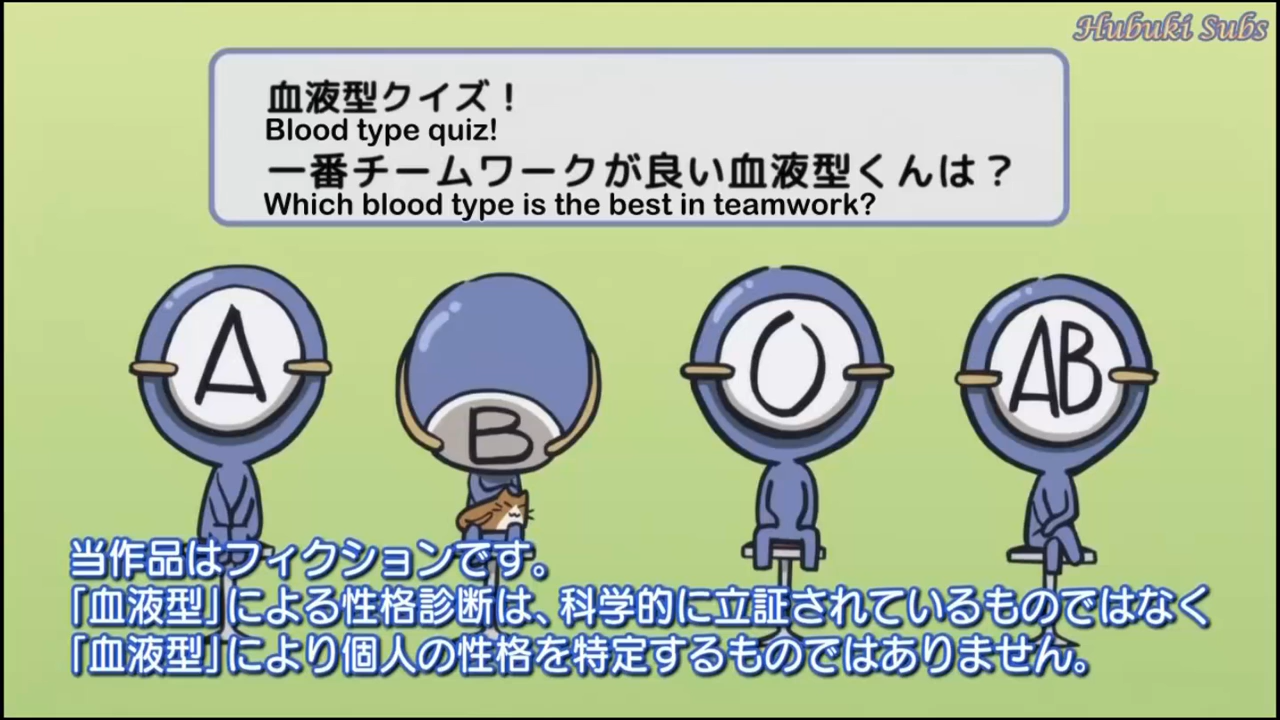 Hubuki Subs
血液型クイズ！
Blood type quiz!
一番チームワークが良い血液型くんは？
Which blood type is the best in teamwork?
A
B
O
AB
当作品はフィクションです。
「血液型」による性格診断は、科学的に立証されているものではなく
「血液型」により個人の性格を特定するものではありません。